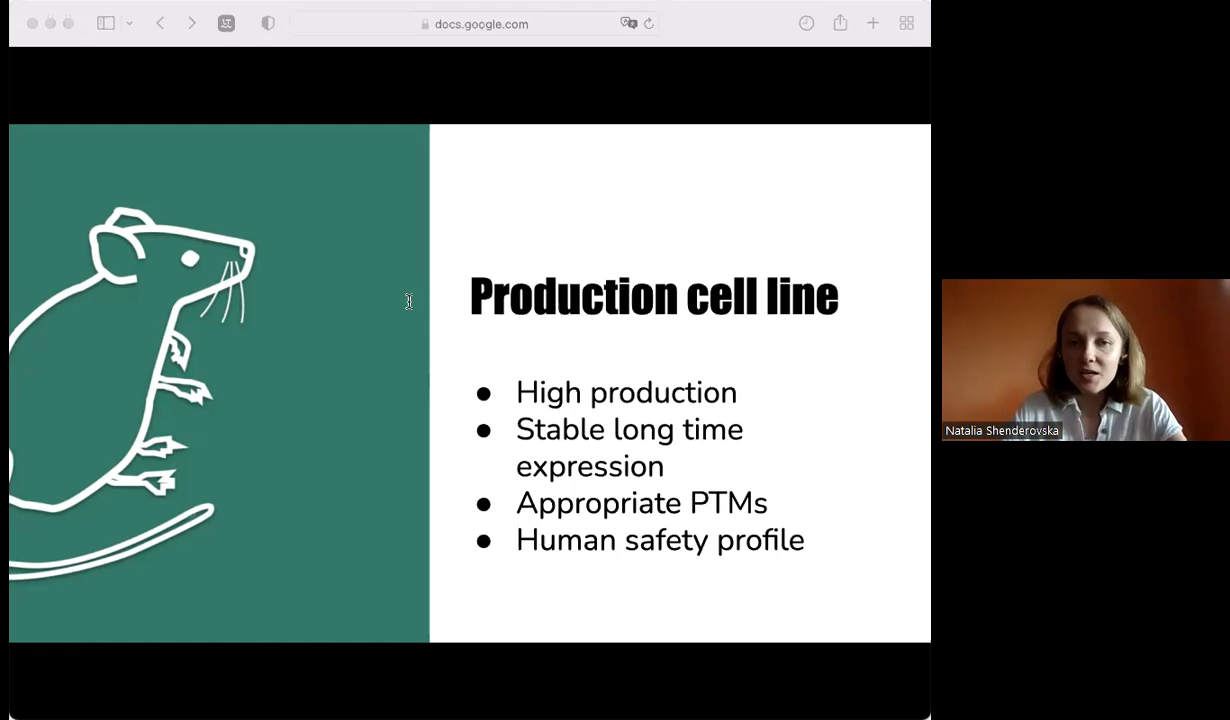 docs.google.com
Production cell line
● High production
● Stable long time
expression
● Appropriate PTMs
● Human safety profile
Natalia Shenderovska